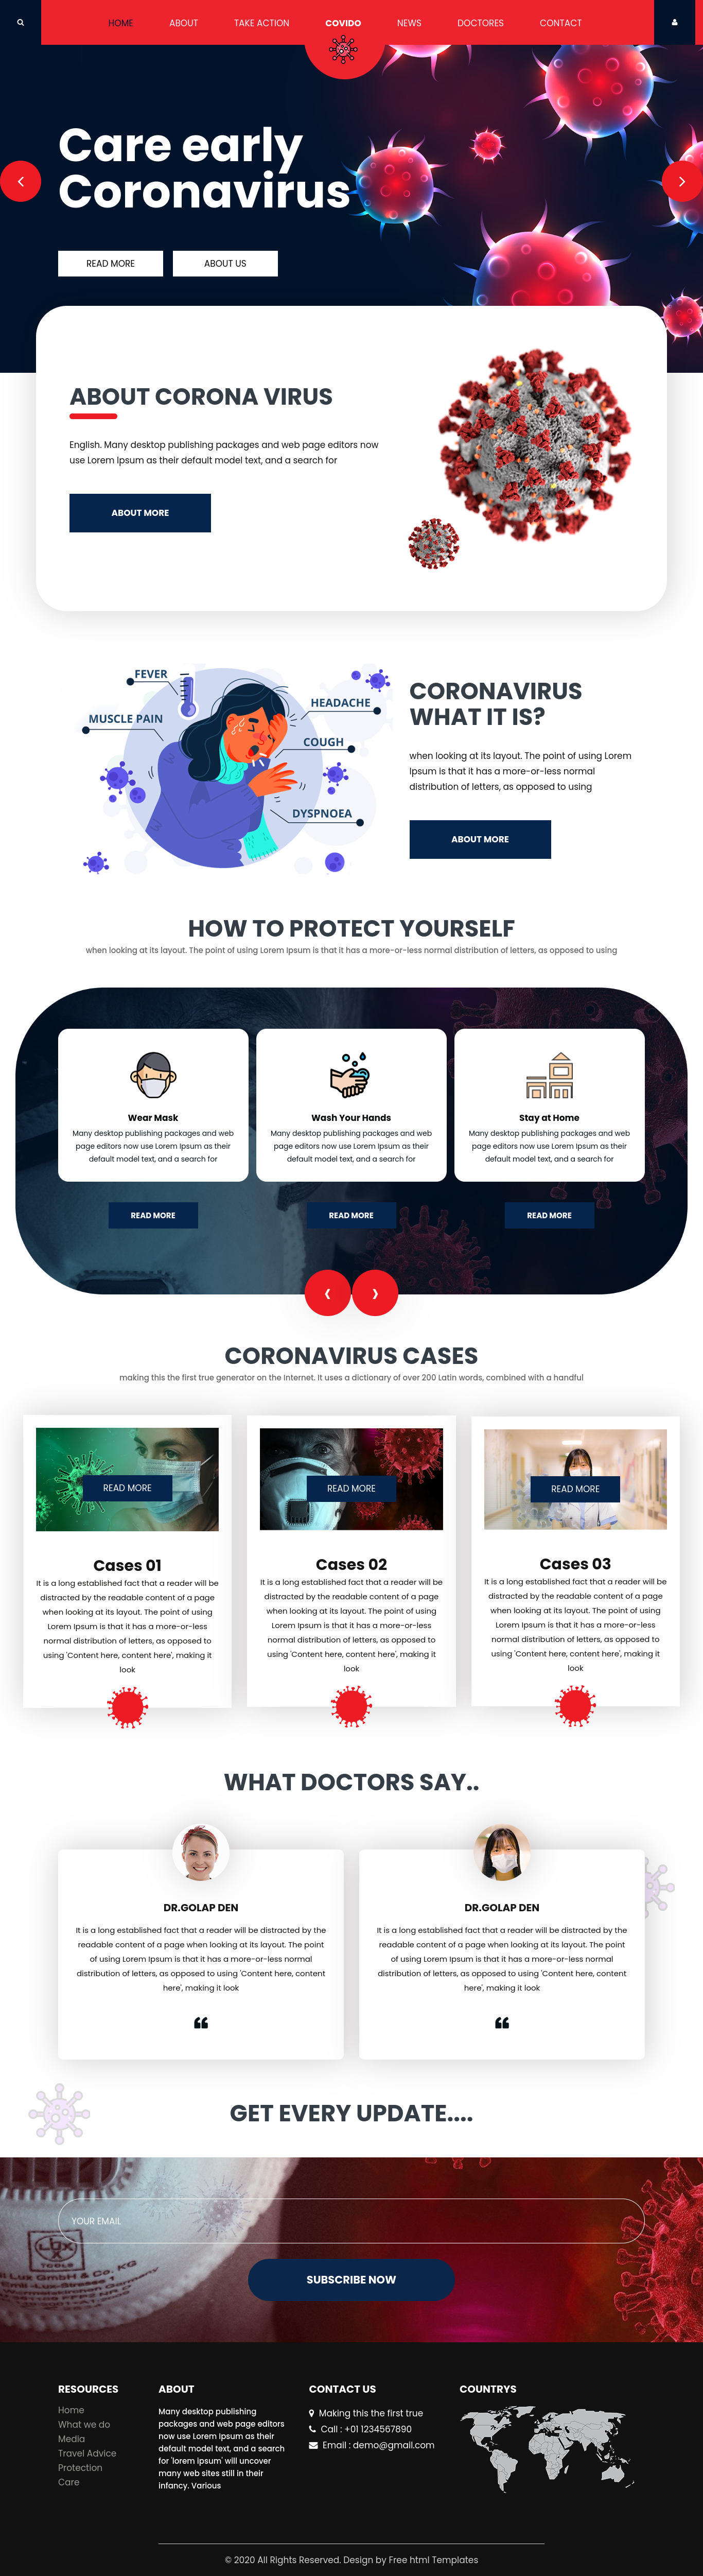 HOME ABOUT TAKE ACTION COVIDO NEWS DOCTORES CONTACT
Care early
Coronavirus
READ MORE ABOUT US
ABOUT CORONA VIRUS
English. Many desktop publishing packages and web page editors now
use Lorem Ipsum as their default model text, and a search for
ABOUT MORE
FEVER
MUSCLE PAIN
HEADACHE
COUGH
DYSPNOEA
CORONAVIRUS
WHAT IT IS?
when looking at its layout. The point of using Lorem
Ipsum is that it has a more-or-less normal
distribution of letters, as opposed to using
ABOUT MORE
HOW TO PROTECT YOURSELF
when looking at its layout. The point of using Lorem Ipsum is that it has a more-or-less normal distribution of letters, as opposed to using
Wear Mask
Many desktop publishing packages and web
page editors now use Lorem Ipsum as their
default model text, and a search for
READ MORE
Wash Your Hands
Many desktop publishing packages and web
page editors now use Lorem Ipsum as their
default model text, and a search for
READ MORE
Stay at Home
Many desktop publishing packages and web
page editors now use Lorem Ipsum as their
default model text, and a search for
READ MORE
CORONAVIRUS CASES
making this the first true generator on the Internet. It uses a dictionary of over 200 Latin words, combined with a handful
READ MORE
Cases 01
It is a long established fact that a reader will be
distracted by the readable content of a page
when looking at its layout. The point of using
Lorem Ipsum is that it has a more-or-less
normal distribution of letters, as opposed to
using 'Content here, content here', making it
look
READ MORE
Cases 02
It is a long established fact that a reader will be
distracted by the readable content of a page
when looking at its layout. The point of using
Lorem Ipsum is that it has a more-or-less
normal distribution of letters, as opposed to
using 'Content here, content here', making it
look
READ MORE
Cases 03
It is a long established fact that a reader will be
distracted by the readable content of a page
when looking at its layout. The point of using
Lorem Ipsum is that it has a more-or-less
normal distribution of letters, as opposed to
using 'Content here, content here', making it
look
WHAT DOCTORS SAY..
DR.GOLAP DEN
It is a long established fact that a reader will be distracted by the
readable content of a page when looking at its layout. The point
of using Lorem Ipsum is that it has a more-or-less normal
distribution of letters, as opposed to using 'Content here, content
here', making it look
DR.GOLAP DEN
It is a long established fact that a reader will be distracted by the
readable content of a page when looking at its layout. The point
of using Lorem Ipsum is that it has a more-or-less normal
distribution of letters, as opposed to using 'Content here, content
here', making it look
GET EVERY UPDATE....
YOUR EMAIL
LUX
TOOLS
GmbH & Co. KG
SUBSCRIBE NOW
RESOURCES
Home
What we do
Media
Travel Advice
Protection
Care
ABOUT
Many desktop publishing
packages and web page editors
now use Lorem Ipsum as their
default model text, and a search
for 'lorem ipsum' will uncover
many web sites still in their
infancy. Various
CONTACT US
Making this the first true
Call : +01 1234567890
Email : demo@gmail.com
COUNTRYS
© 2020 All Rights Reserved. Design by Free html Templates